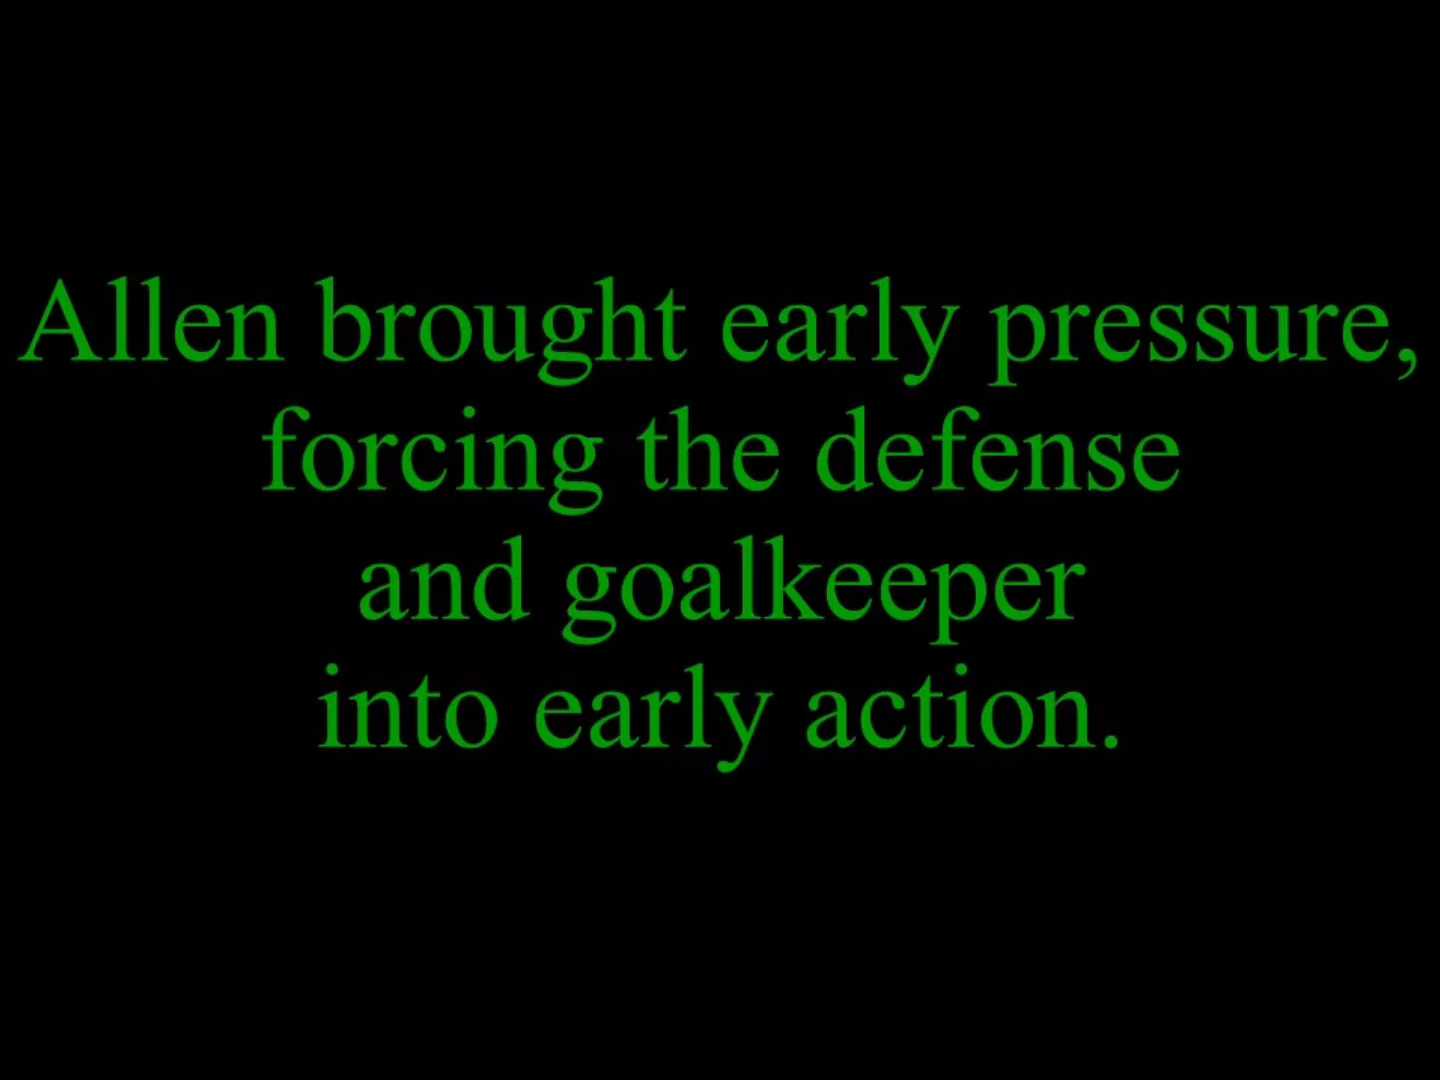 Allen brought early pressure,
forcing the defense
and goalkeeper
into early action.